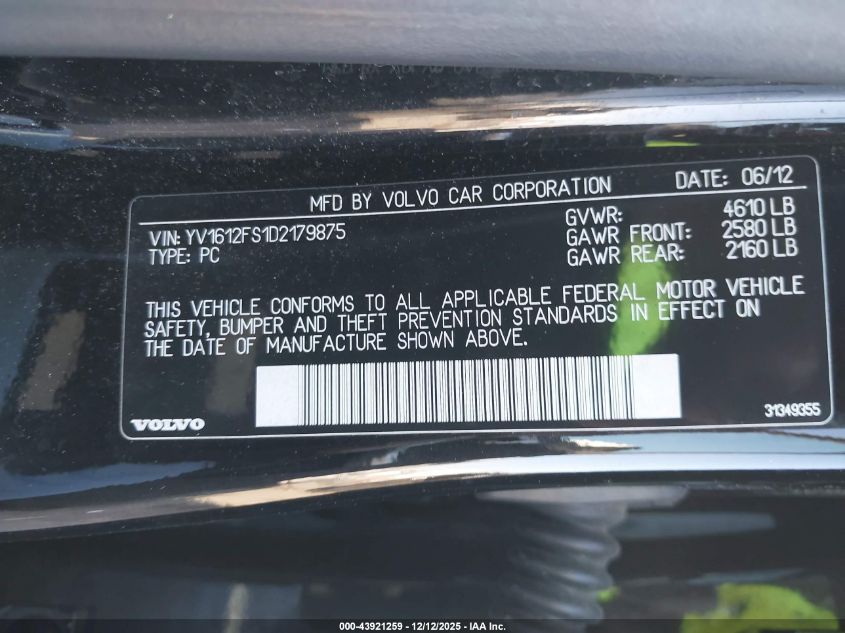 MFD BY VOLVO CAR CORPORATION DATE: 06/12
VIN: YV1612FS1D2179875 GVWR: 4610 LB
TYPE: PC GAWR FRONT: 2580 LB
GAWR REAR: 2160 LB
THIS VEHICLE CONFORMS TO ALL APPLICABLE FEDERAL MOTOR VEHICLE
SAFETY, BUMPER AND THEFT PREVENTION STANDARDS IN EFFECT ON
THE DATE OF MANUFACTURE SHOWN ABOVE.
VOLVO 31349355
000-43921259 - 12/12/2025 - IAA Inc.